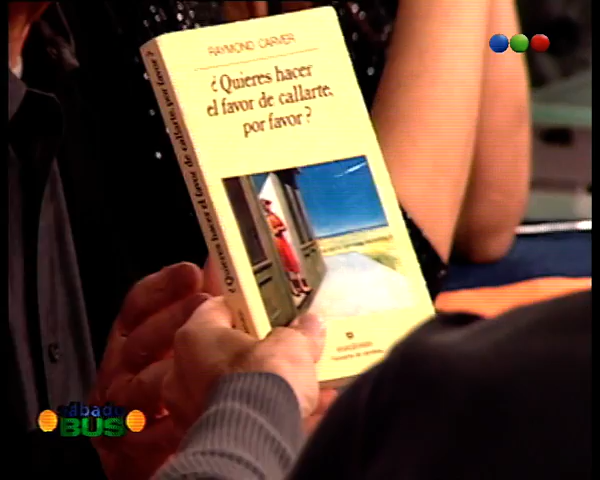 RAYMOND CARVER
¿Quieres hacer
el favor de callarte,
por favor?
¿Quieres hacer el favor de callarte, por favor?
sábado
BUS